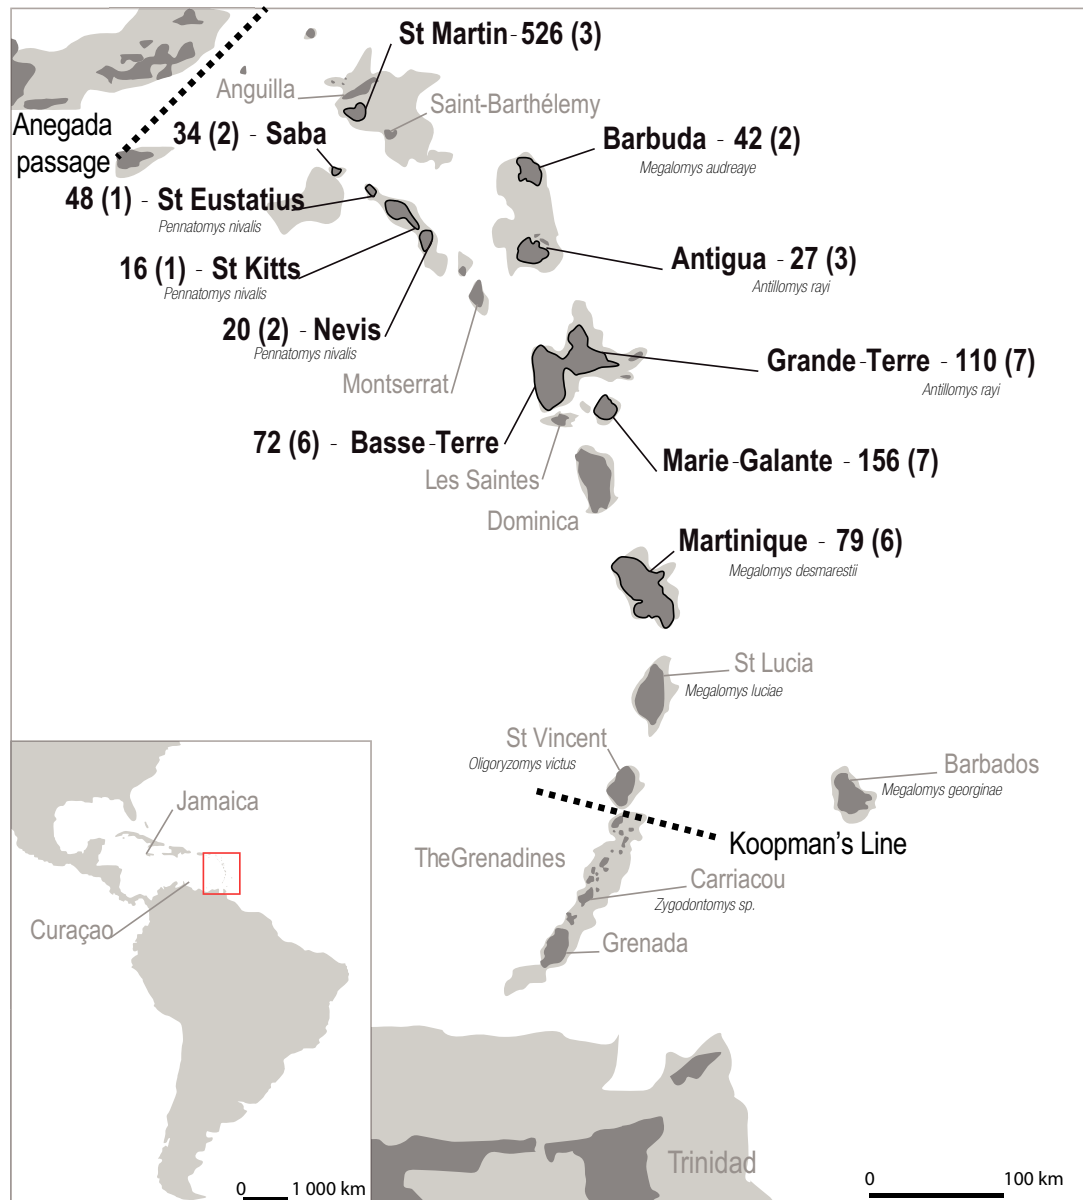 St Martin - 526 (3)
Anguilla
Saint-Barthélemy
Anegada
passage
34 (2) - Saba
Barbuda - 42 (2)
Megalomys audreaye
48 (1) - St Eustatius
Pennatomys nivalis
Antigua - 27 (3)
Antillomys rayi
16 (1) - St Kitts
Pennatomys nivalis
20 (2) - Nevis
Pennatomys nivalis
Montserrat
Grande-Terre - 110 (7)
Antillomys rayi
72 (6) - Basse-Terre
Marie-Galante - 156 (7)
Les Saintes
Dominica
Martinique - 79 (6)
Megalomys desmarestii
St Lucia
Megalomys luciae
St Vincent
Oligoryzomys victus
Barbados
Megalomys georginae
Koopman's Line
TheGrenadines
Carriacou
Zygodontomys sp.
Grenada
Jamaica
Curaçao
Trinidad
0 1 000 km
0 100 km